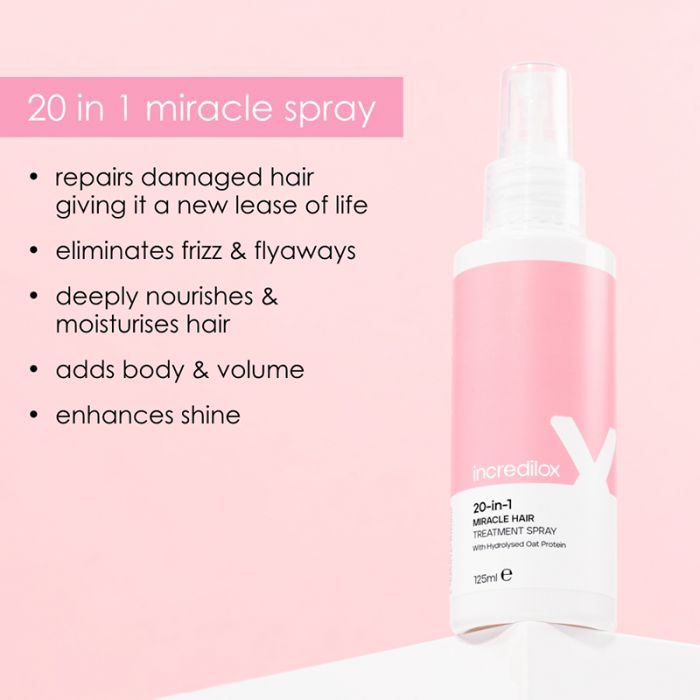 20 in 1 miracle spray
• repairs damaged hair
giving it a new lease of life
• eliminates frizz & flyaways
• deeply nourishes &
moisturises hair
• adds body & volume
• enhances shine
incredilox
20-in-1
MIRACLE HAIR
TREATMENT SPRAY
With Hydrolysed Oat Protein
125ml ℮